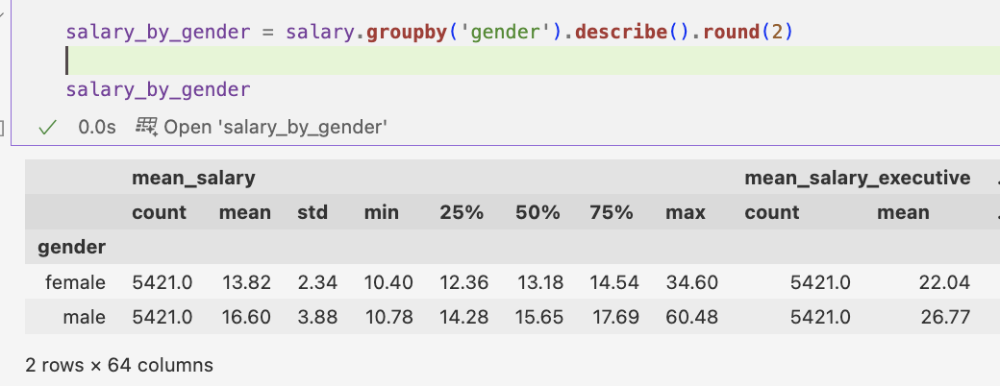 salary_by_gender = salary.groupby('gender').describe().round(2)
salary_by_gender
0.0s Open 'salary_by_gender'
mean_salary mean_salary_executive
count mean std min 25% 50% 75% max count mean
gender
female 5421.0 13.82 2.34 10.40 12.36 13.18 14.54 34.60 5421.0 22.04
male 5421.0 16.60 3.88 10.78 14.28 15.65 17.69 60.48 5421.0 26.77
2 rows × 64 columns